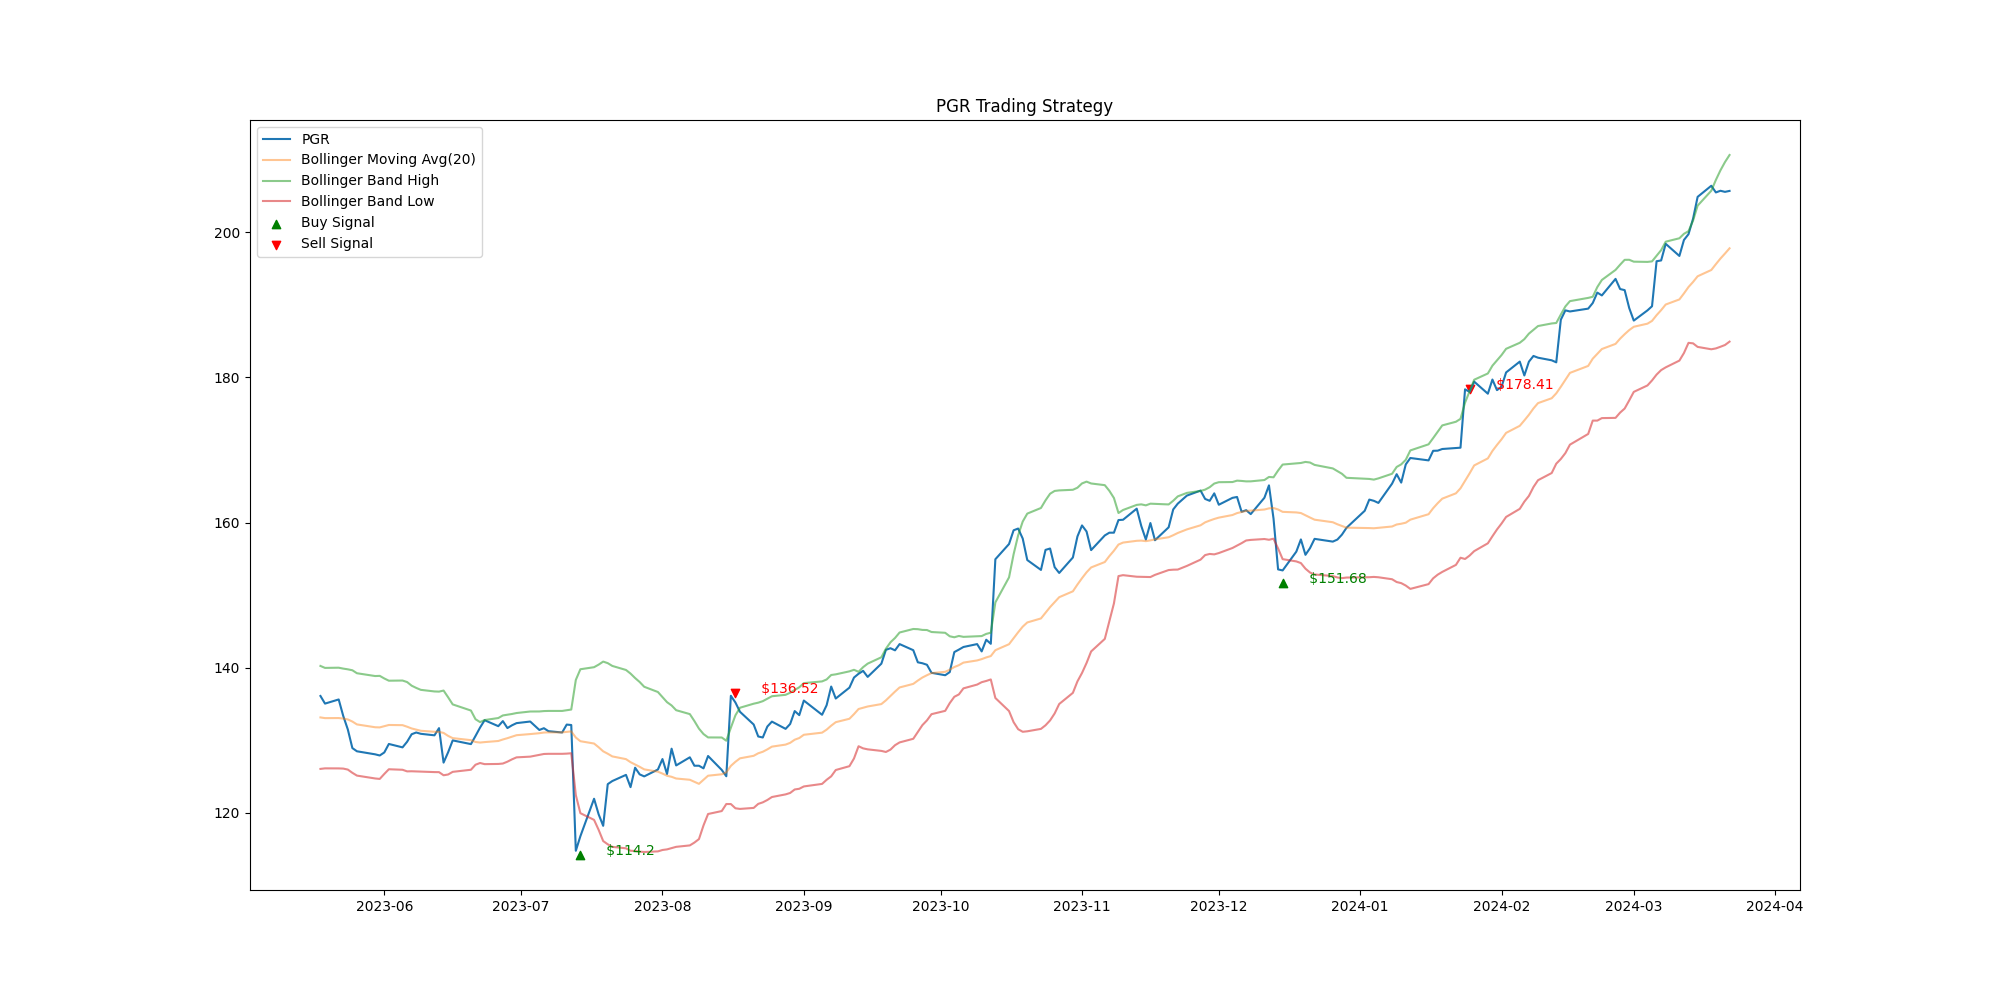 PGR Trading Strategy
PGR
Bollinger Moving Avg(20)
Bollinger Band High
Bollinger Band Low
Buy Signal
Sell Signal
200
180
160
140
120
$178.41
$151.68
$136.52
$114.2
2023-06 2023-07 2023-08 2023-09 2023-10 2023-11 2023-12 2024-01 2024-02 2024-03 2024-04